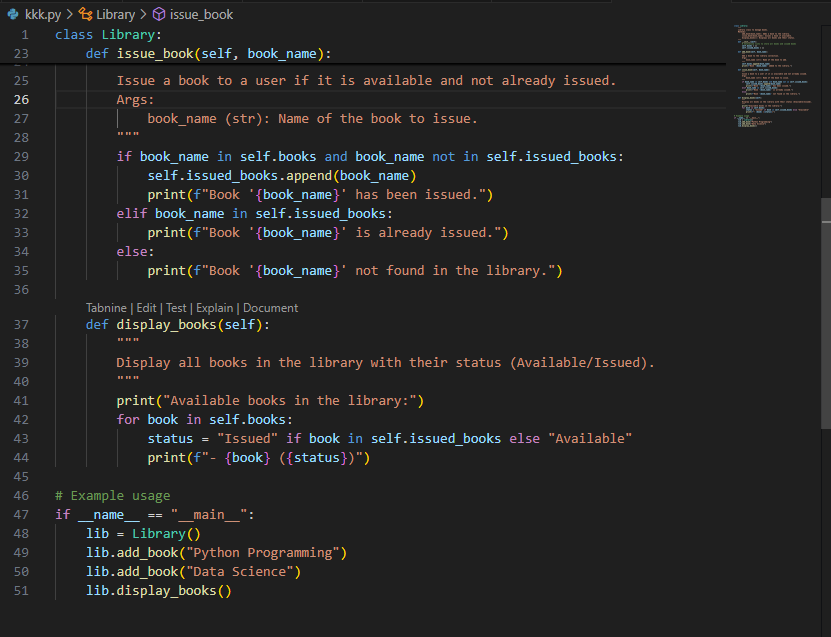 kkk.py > Library > issue_book
1 class Library:
23     def issue_book(self, book_name):
25         Issue a book to a user if it is available and not already issued.
26         Args:
27             book_name (str): Name of the book to issue.
28         """
29         if book_name in self.books and book_name not in self.issued_books:
30             self.issued_books.append(book_name)
31             print(f"Book '{book_name}' has been issued.")
32         elif book_name in self.issued_books:
33             print(f"Book '{book_name}' is already issued.")
34         else:
35             print(f"Book '{book_name}' not found in the library.")
36
Tabnine | Edit | Test | Explain | Document
37     def display_books(self):
38         """
39         Display all books in the library with their status (Available/Issued).
40         """
41         print("Available books in the library:")
42         for book in self.books:
43             status = "Issued" if book in self.issued_books else "Available"
44             print(f"- {book} ({status})")
45
46 # Example usage
47 if __name__ == "__main__":
48     lib = Library()
49     lib.add_book("Python Programming")
50     lib.add_book("Data Science")
51     lib.display_books()